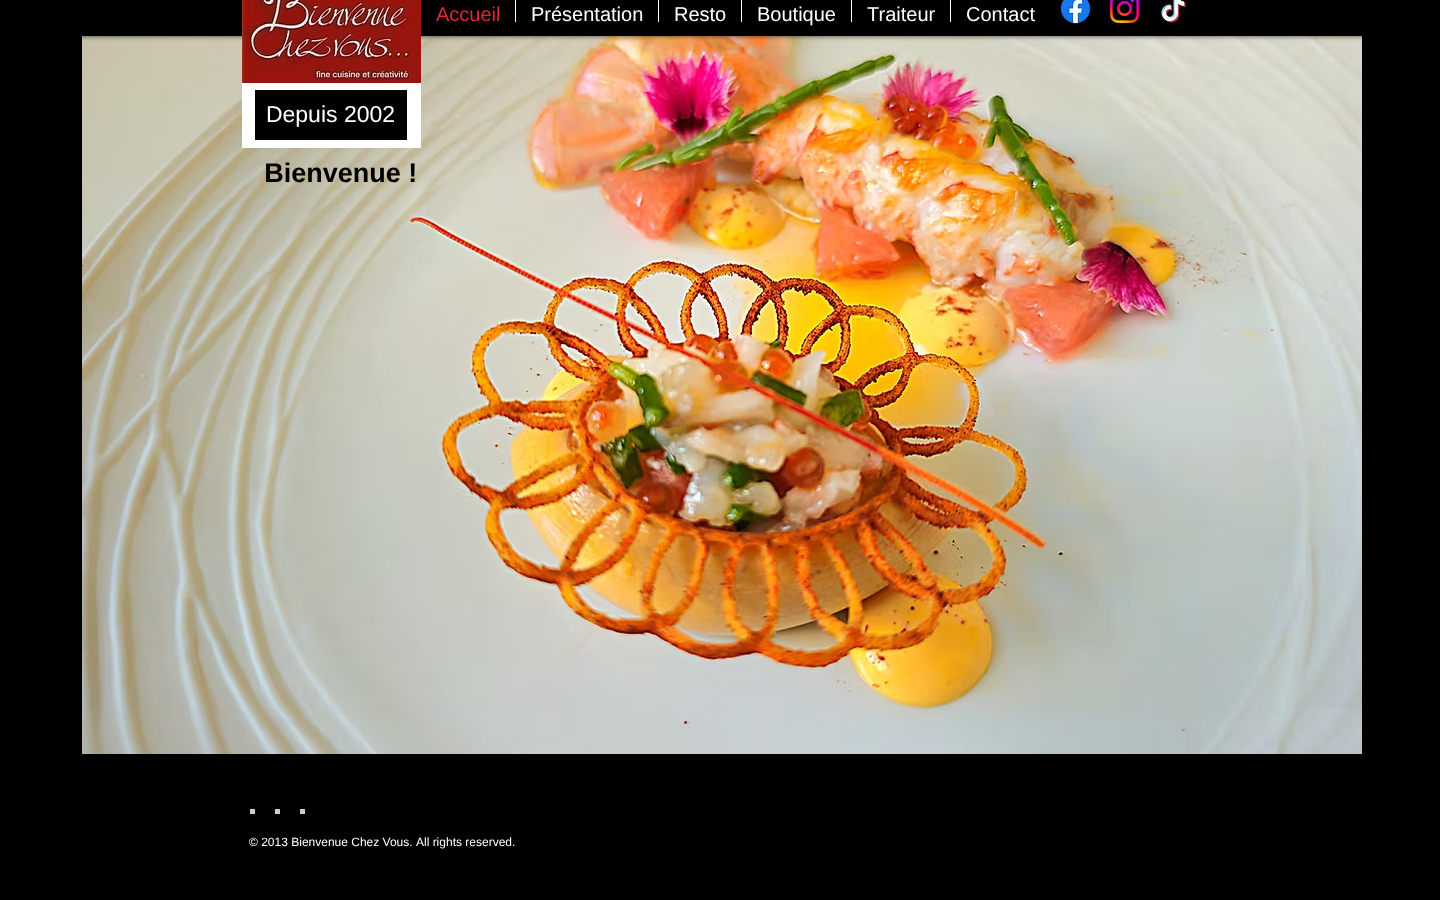 Bienvenue
Chez vous...
fine cuisine et créativité
Accueil
Présentation
Resto
Boutique
Traiteur
Contact
Depuis 2002
Bienvenue !
© 2013 Bienvenue Chez Vous. All rights reserved.